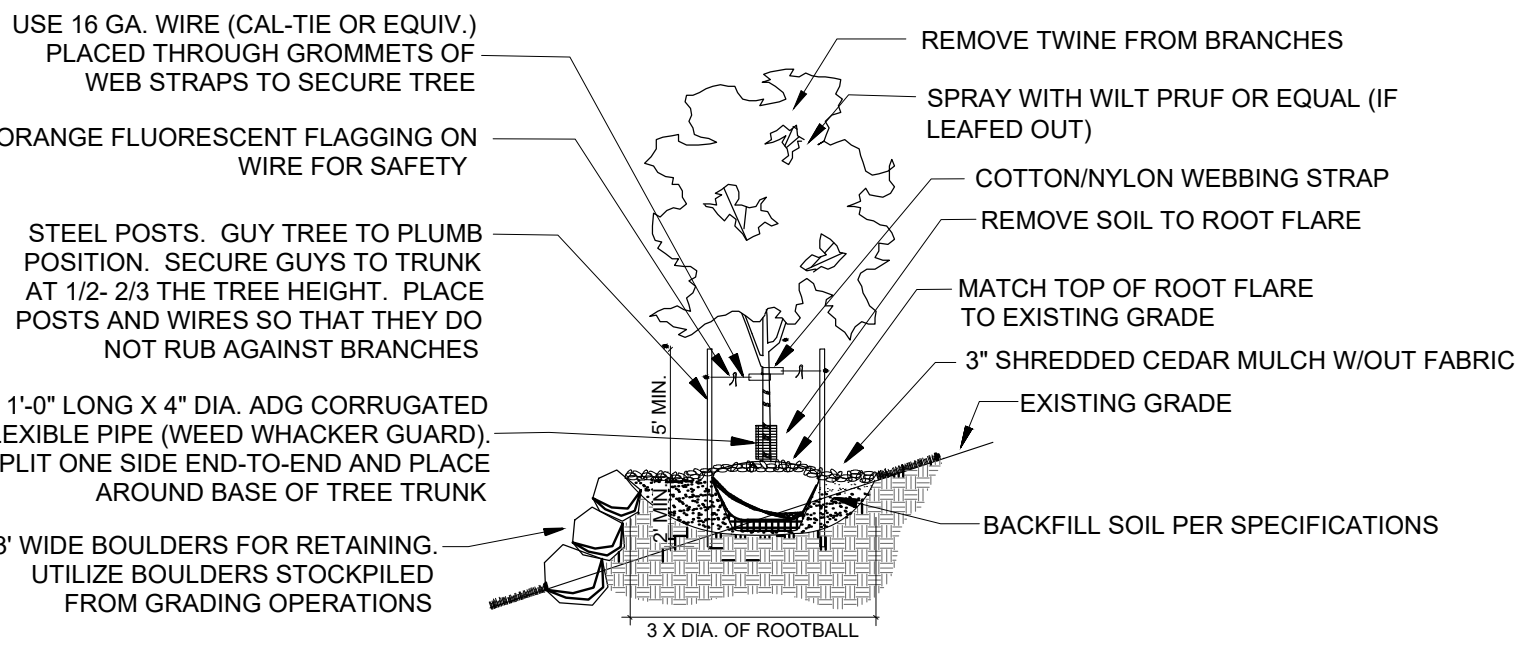 USE 16 GA. WIRE (CAL-TIE OR EQUIV.)
PLACED THROUGH GROMMETS OF
WEB STRAPS TO SECURE TREE
ORANGE FLUORESCENT FLAGGING ON
WIRE FOR SAFETY
STEEL POSTS. GUY TREE TO PLUMB
POSITION. SECURE GUYS TO TRUNK
AT 1/2- 2/3 THE TREE HEIGHT. PLACE
POSTS AND WIRES SO THAT THEY DO
NOT RUB AGAINST BRANCHES
1'-0" LONG X 4" DIA. ADG CORRUGATED
LEXIBLE PIPE (WEED WHACKER GUARD).
PLIT ONE SIDE END-TO-END AND PLACE
AROUND BASE OF TREE TRUNK
3' WIDE BOULDERS FOR RETAINING.
UTILIZE BOULDERS STOCKPILED
FROM GRADING OPERATIONS
REMOVE TWINE FROM BRANCHES
SPRAY WITH WILT PRUF OR EQUAL (IF
LEAFED OUT)
COTTON/NYLON WEBBING STRAP
REMOVE SOIL TO ROOT FLARE
MATCH TOP OF ROOT FLARE
TO EXISTING GRADE
3" SHREDDED CEDAR MULCH W/OUT FABRIC
EXISTING GRADE
BACKFILL SOIL PER SPECIFICATIONS
5' MIN.
2' MIN
3 X DIA. OF ROOTBALL